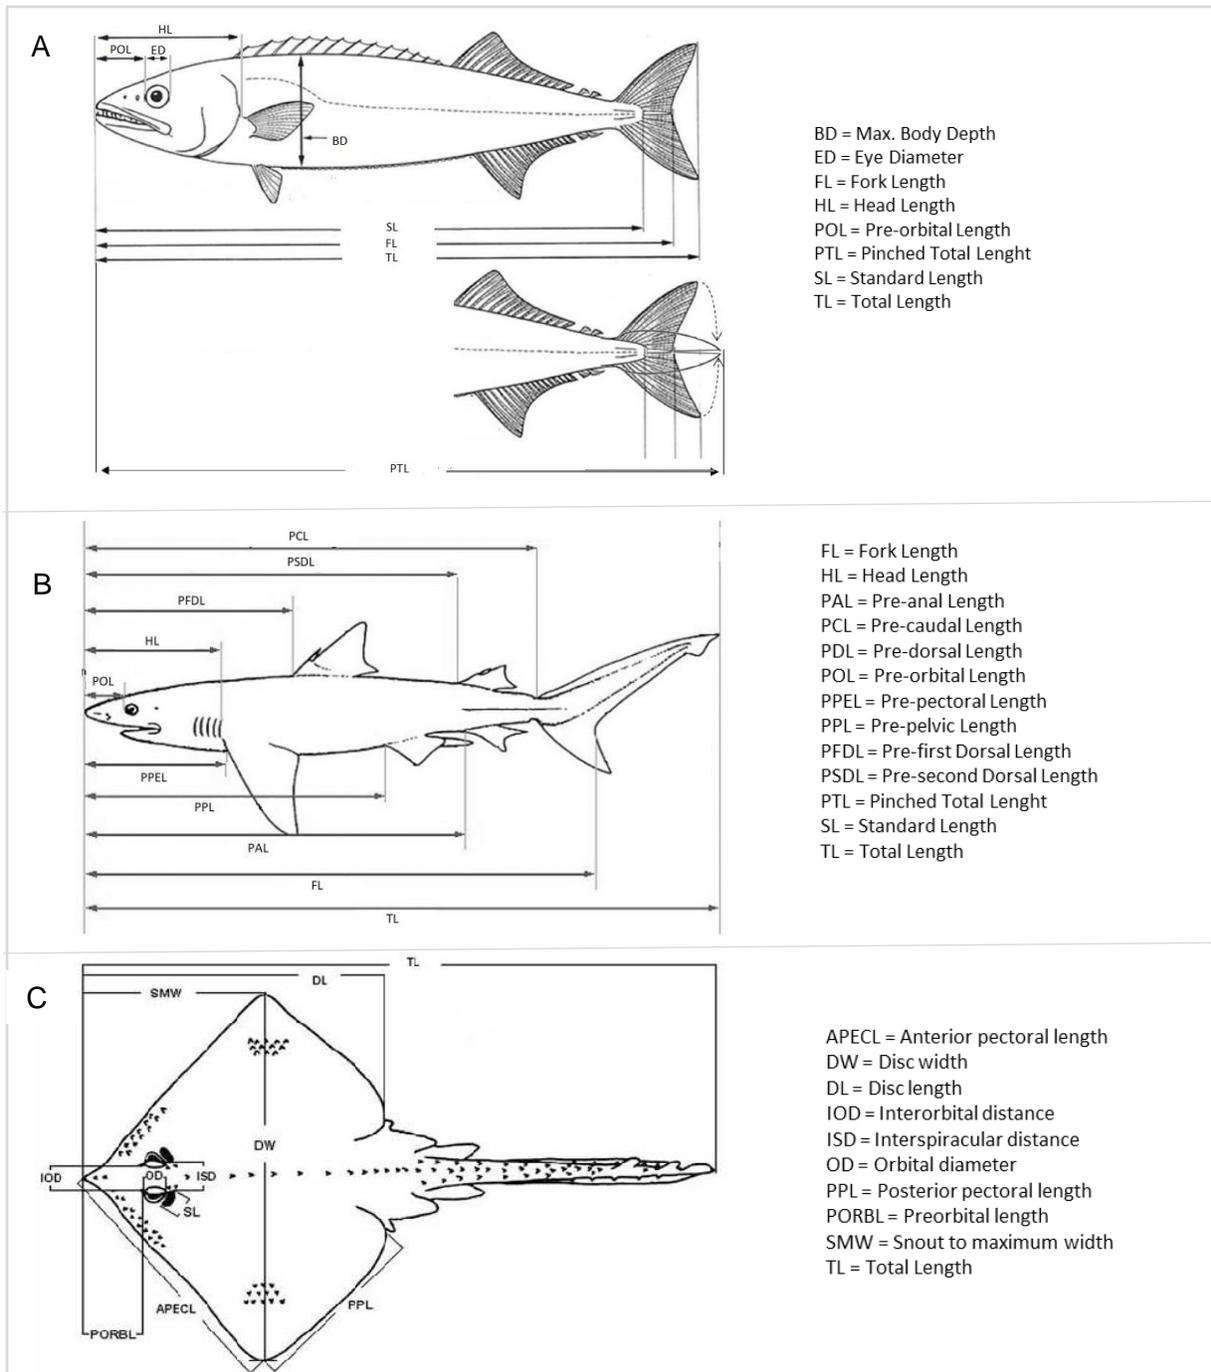 A
HL
POL ED
BD
SL
FL
TL
PTL
BD = Max. Body Depth
ED = Eye Diameter
FL = Fork Length
HL = Head Length
POL = Pre-orbital Length
PTL = Pinched Total Lenght
SL = Standard Length
TL = Total Length
B
PCL
PSDL
PFDL
HL
POL
PPEL
PPL
PAL
FL
TL
FL = Fork Length
HL = Head Length
PAL = Pre-anal Length
PCL = Pre-caudal Length
PDL = Pre-dorsal Length
POL = Pre-orbital Length
PPEL = Pre-pectoral Length
PPL = Pre-pelvic Length
PFDL = Pre-first Dorsal Length
PSDL = Pre-second Dorsal Length
PTL = Pinched Total Lenght
SL = Standard Length
TL = Total Length
C
TL
DL
SMW
DW
IOD OD ISD
SL
APECL
PPL
PORBL
APECL = Anterior pectoral length
DW = Disc width
DL = Disc length
IOD = Interorbital distance
ISD = Interspiracular distance
OD = Orbital diameter
PPL = Posterior pectoral length
PORBL = Preorbital length
SMW = Snout to maximum width
TL = Total Length